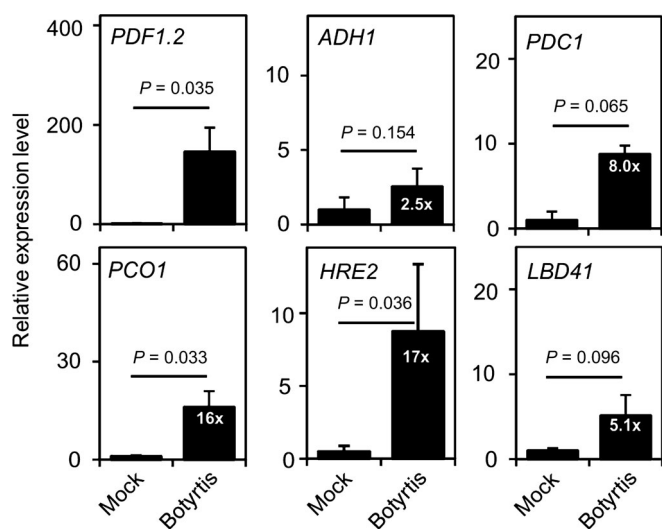 Relative expression level
400
200
0
PDF1.2
P = 0.035
10
5
0
ADH1
P = 0.154
2.5x
20
10
0
PDC1
P = 0.065
8.0x
60
30
0
PCO1
P = 0.033
16x
10
5
0
HRE2
P = 0.036
17x
20
10
0
LBD41
P = 0.096
5.1x
Mock
Botyrtis
Mock
Botyrtis
Mock
Botyrtis